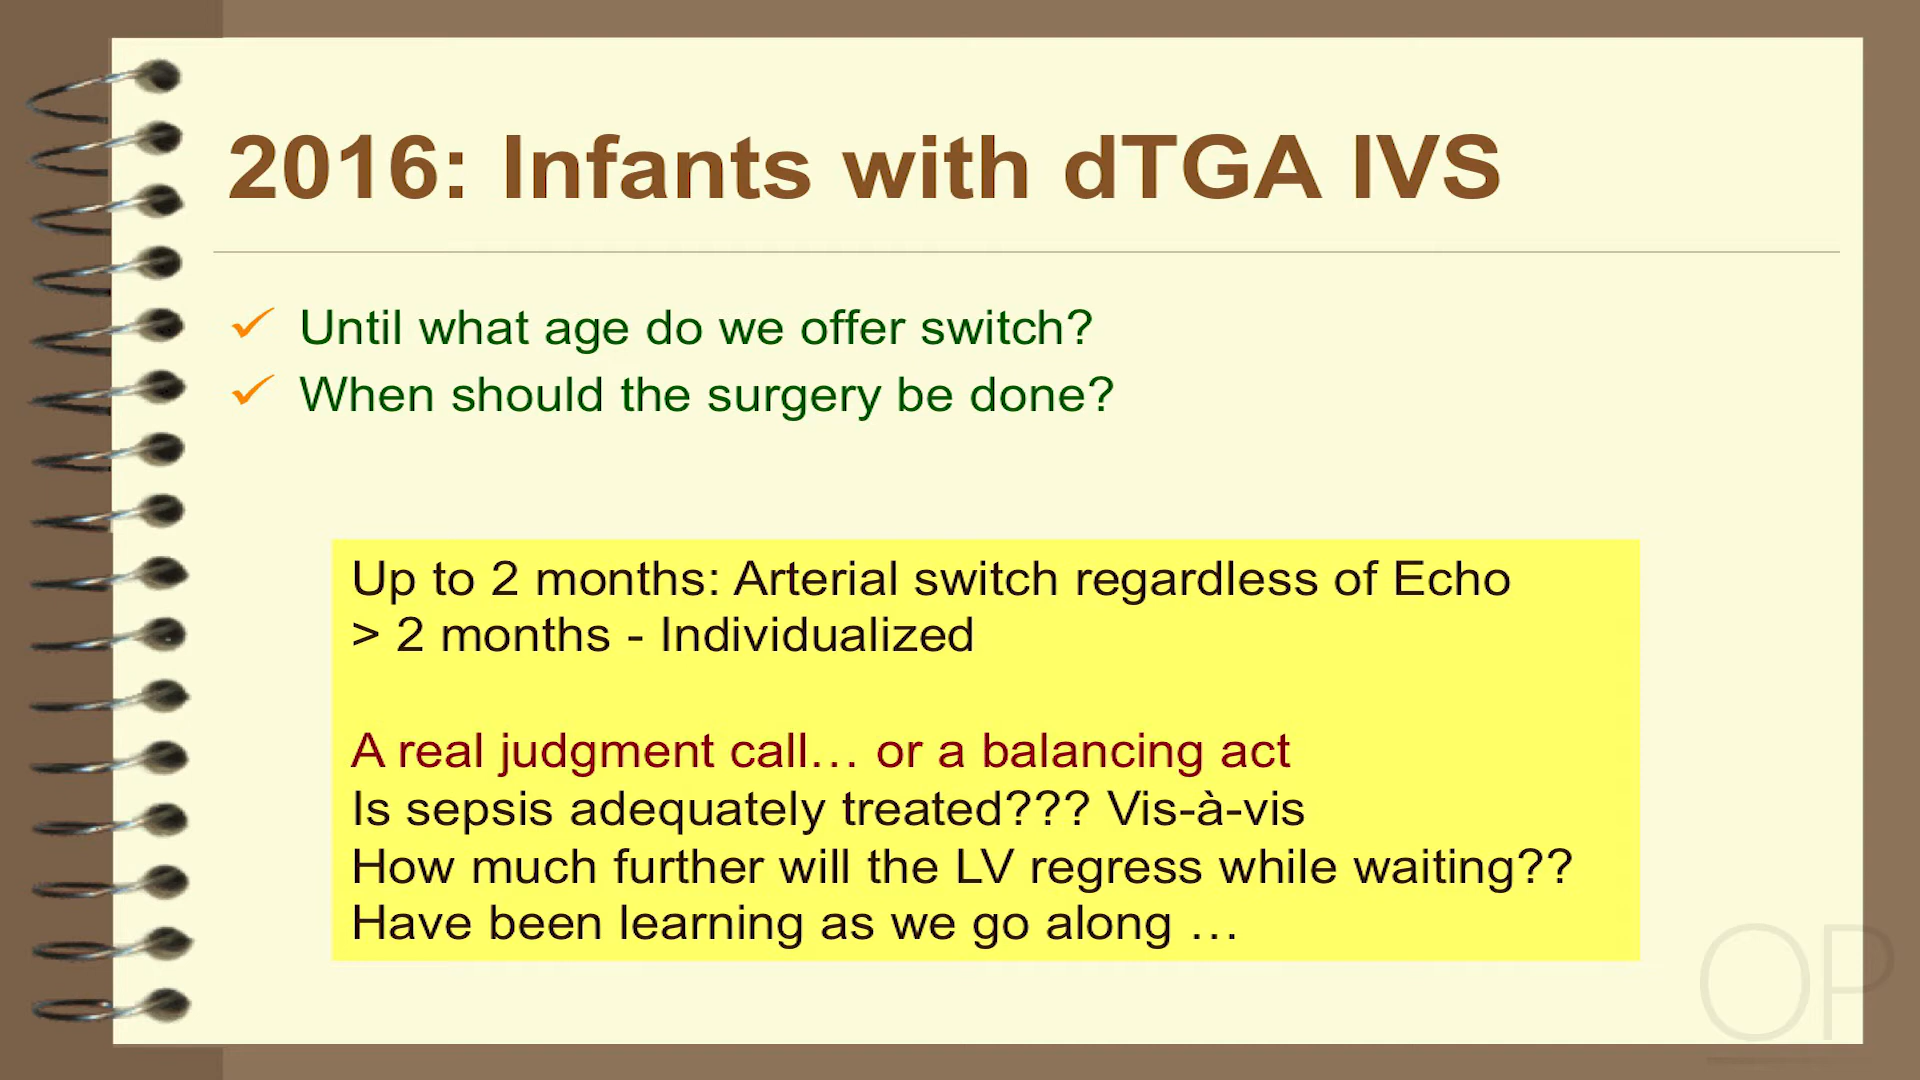 2016: Infants with dTGA IVS
Until what age do we offer switch?
When should the surgery be done?
Up to 2 months: Arterial switch regardless of Echo
> 2 months - Individualized
A real judgment call… or a balancing act
Is sepsis adequately treated??? Vis-à-vis
How much further will the LV regress while waiting??
Have been learning as we go along …
OP